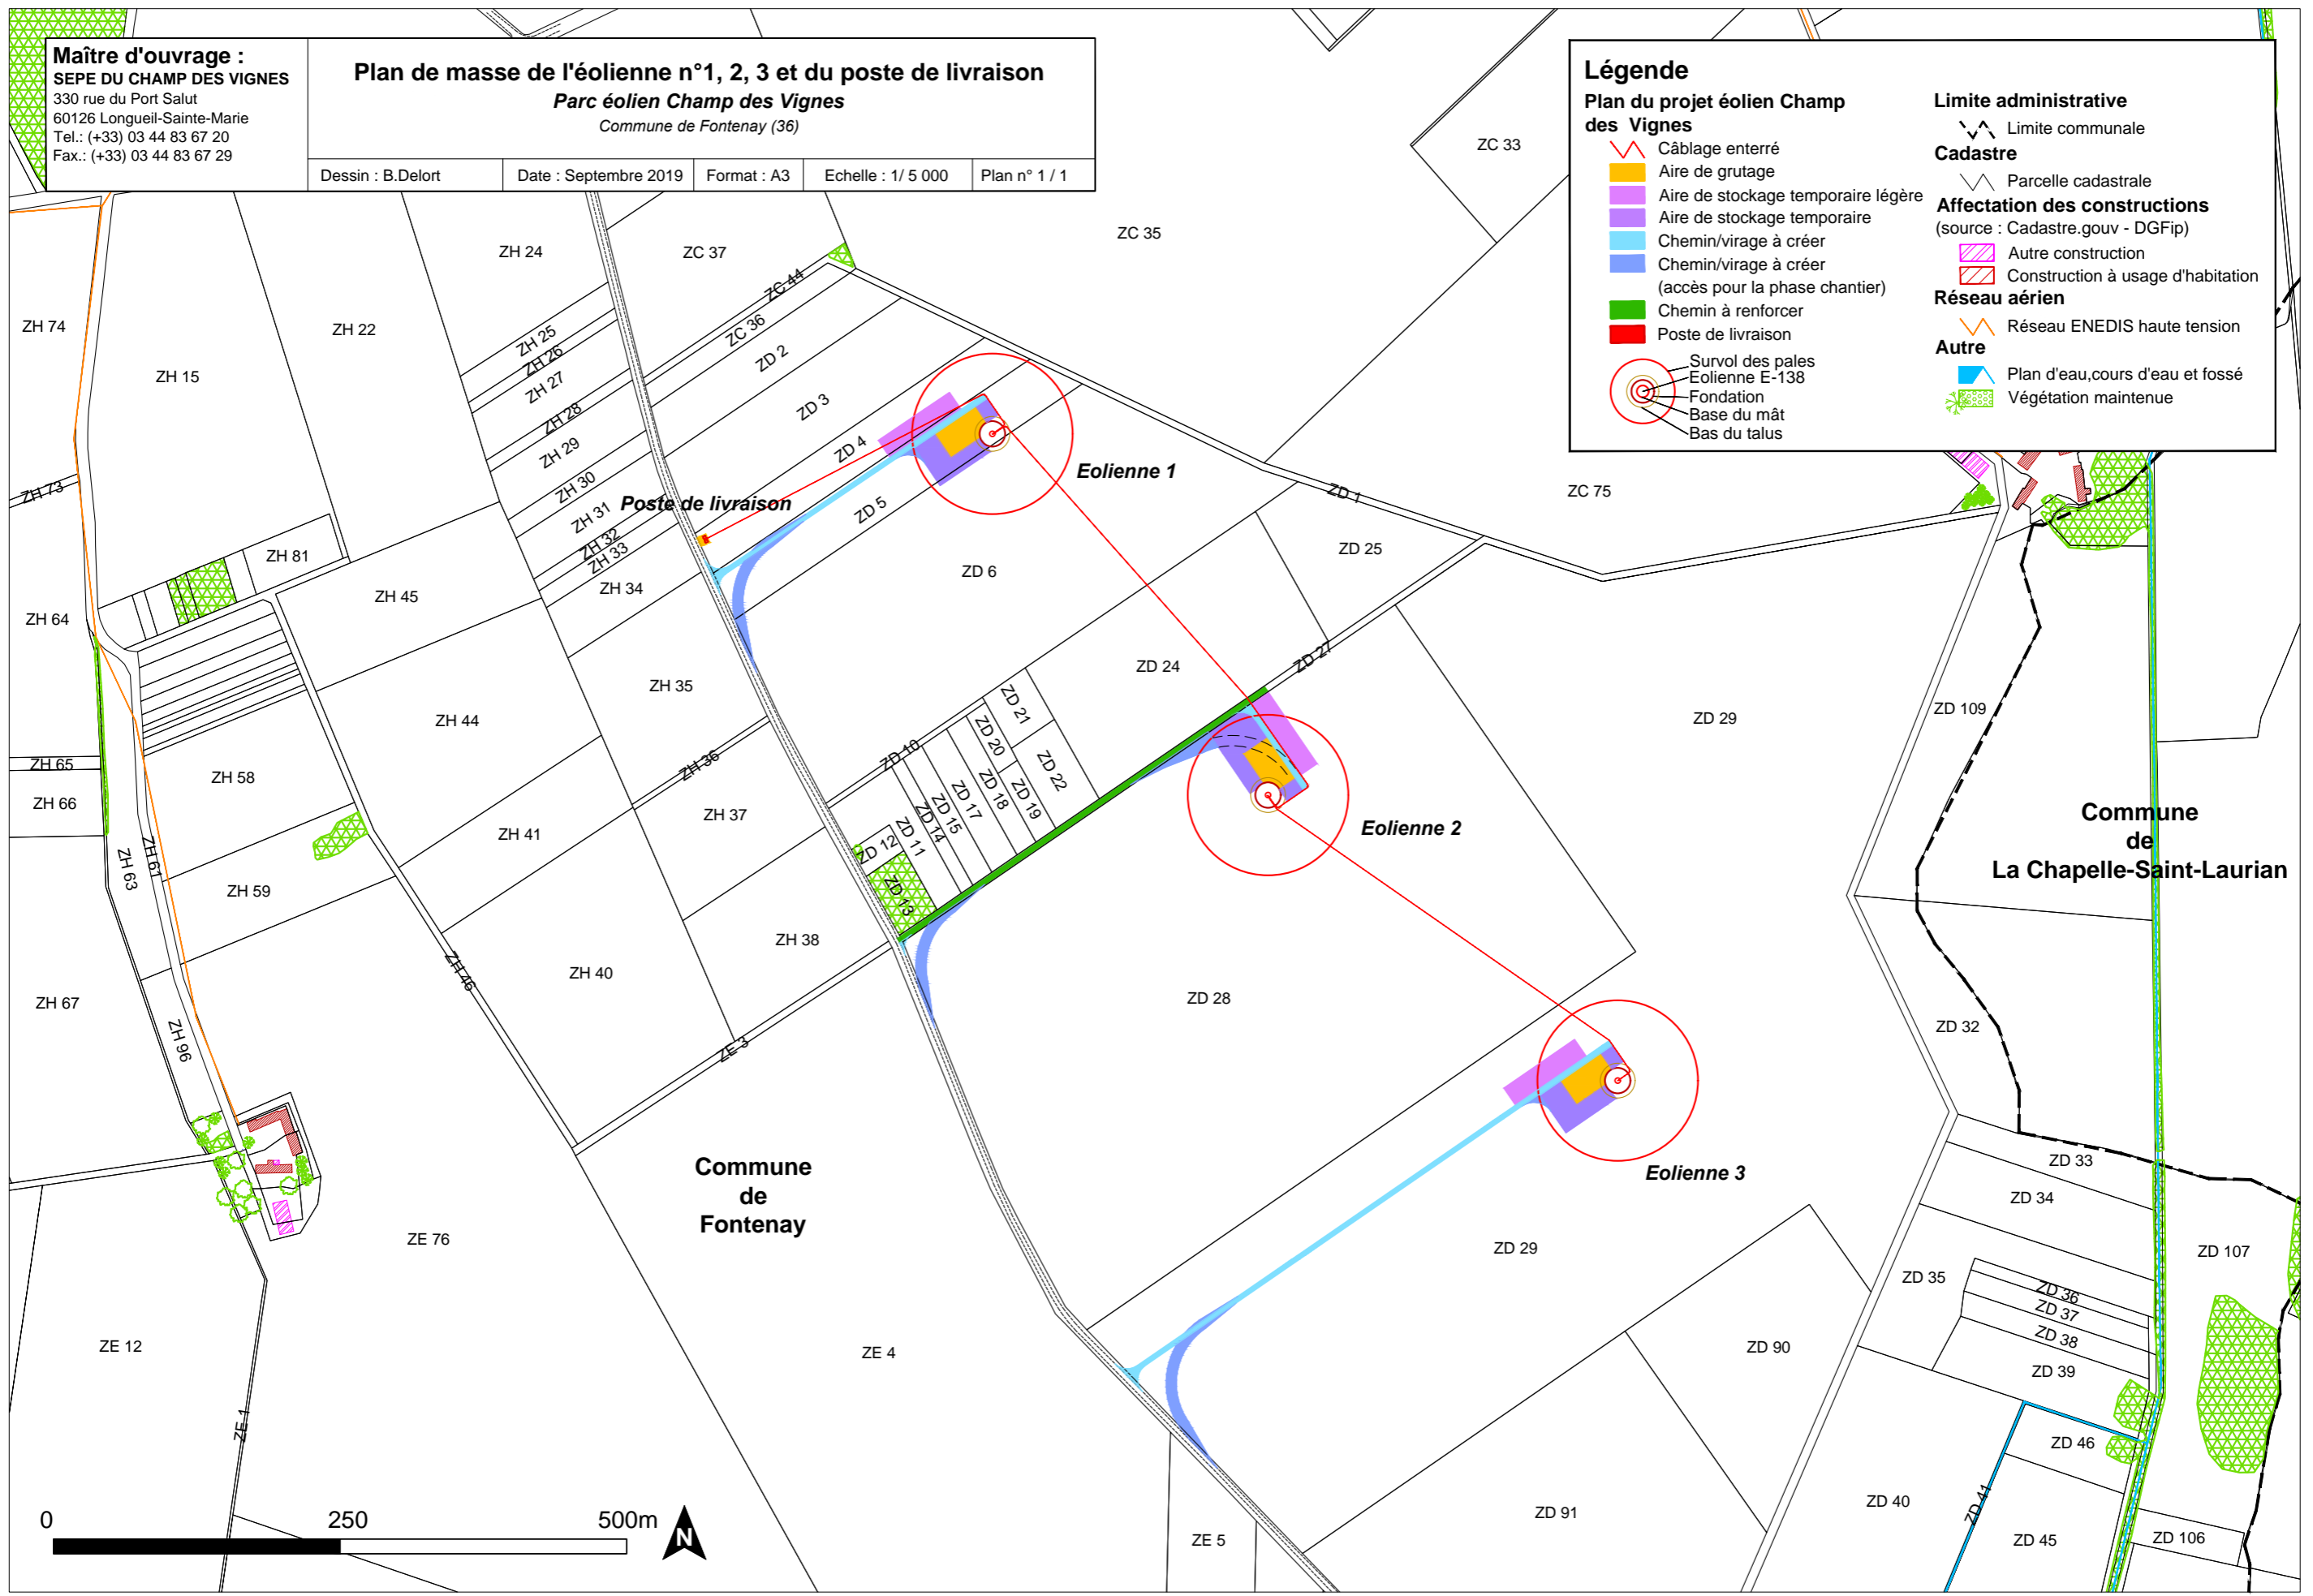 Maître d'ouvrage :
SEPE DU CHAMP DES VIGNES
330 rue du Port Salut
60126 Longueil-Sainte-Marie
Tel.: (+33) 03 44 83 67 20
Fax.: (+33) 03 44 83 67 29
Plan de masse de l'éolienne n°1, 2, 3 et du poste de livraison
Parc éolien Champ des Vignes
Commune de Fontenay (36)
Dessin : B.Delort
Date : Septembre 2019
Format : A3
Echelle : 1/ 5 000
Plan n° 1 / 1
Légende
Plan du projet éolien Champ
des Vignes
Câblage enterré
Aire de grutage
Aire de stockage temporaire légère
Aire de stockage temporaire
Chemin/virage à créer
Chemin/virage à créer
(accès pour la phase chantier)
Chemin à renforcer
Poste de livraison
Survol des pales
Eolienne E-138
Fondation
Base du mât
Bas du talus
Limite administrative
Limite communale
Cadastre
Parcelle cadastrale
Affectation des constructions
(source : Cadastre.gouv - DGFip)
Autre construction
Construction à usage d'habitation
Réseau aérien
Réseau ENEDIS haute tension
Autre
Plan d'eau,cours d'eau et fossé
Végétation maintenue
ZC 33
ZC 35
ZH 24
ZC 37
ZC 44
ZH 74
ZH 22
ZH 25
ZC 36
ZH 26
ZD 2
ZH 15
ZH 27
ZD 3
ZH 28
ZD 4
ZH 29
Eolienne 1
ZH 30
ZH 73
ZD 1
ZC 75
Poste de livraison
ZD 5
ZH 31
ZH 32
ZH 33
ZH 81
ZD 25
ZD 6
ZH 34
ZH 45
ZH 64
ZD 27
ZD 24
ZH 35
ZD 21
ZD 109
ZD 29
ZH 44
ZD 20
ZD 10
ZH 65
ZH 36
ZD 22
ZH 58
ZD 18
ZD 19
ZD 17
ZD 15
ZD 14
ZH 66
ZH 37
ZD 11
ZD 12
Eolienne 2
Commune
de
La Chapelle-Saint-Laurian
ZH 41
ZH 61
ZH 63
ZH 59
ZD 13
ZH 38
ZH 46
ZH 40
ZH 67
ZD 28
ZD 32
ZH 96
ZE 3
Commune
de
Fontenay
Eolienne 3
ZD 33
ZD 34
ZE 76
ZD 29
ZD 107
ZD 35
ZD 36
ZD 37
ZD 38
ZD 39
ZE 12
ZE 4
ZD 90
ZE 1
ZD 46
ZD 40
ZD 41
ZD 91
ZE 5
ZD 45
ZD 106
0
250
500m
N